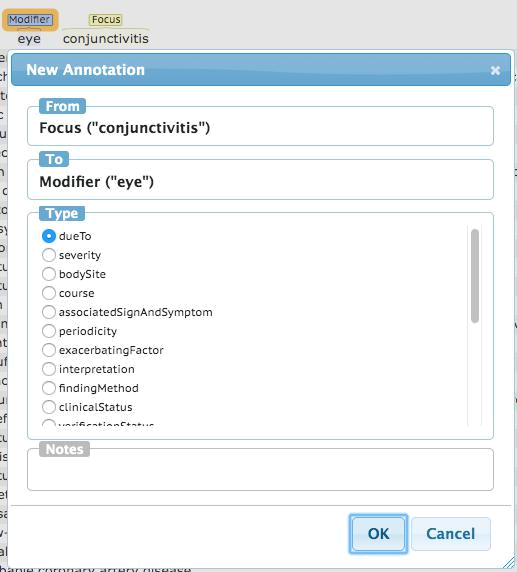 Modifier Focus
eye conjunctivitis
New Annotation
From
Focus ("conjunctivitis")
To
Modifier ("eye")
Type
dueTo
severity
bodySite
course
associatedSignAndSymptom
periodicity
exacerbatingFactor
interpretation
findingMethod
clinicalStatus
verificationStatus
Notes
OK Cancel
coronary artery disease